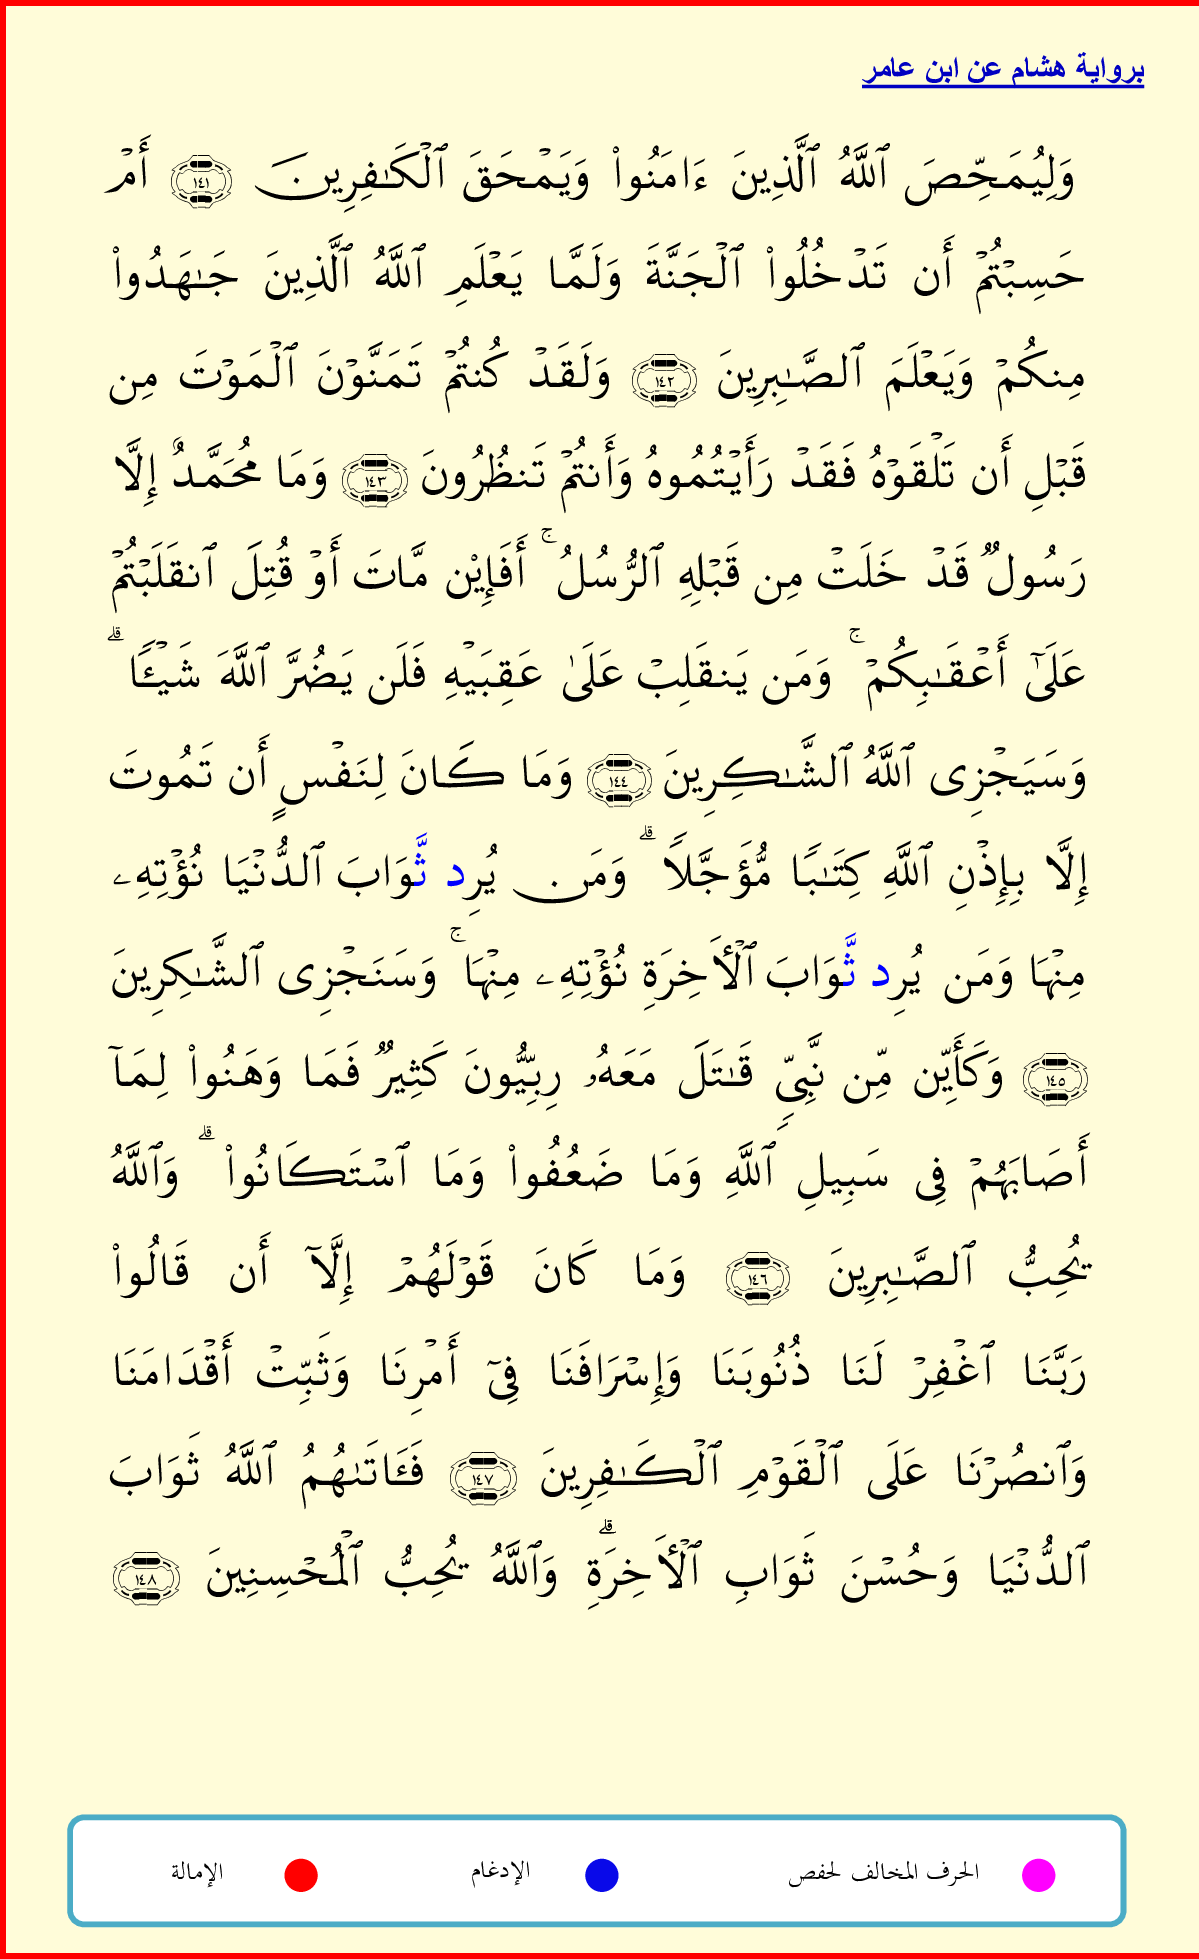 برواية هشام عن ابن عامر
وَلِيُمَحِّصَ ٱللَّهُ ٱلَّذِينَ ءَامَنُوا۟ وَيَمْحَقَ ٱلْكَـٰفِرِينَ ١٤١ أَمْ
حَسِبْتُمْ أَن تَدْخُلُوا۟ ٱلْجَنَّةَ وَلَمَّا يَعْلَمِ ٱللَّهُ ٱلَّذِينَ جَـٰهَدُوا۟
مِنكُمْ وَيَعْلَمَ ٱلصَّـٰبِرِينَ ١٤٢ وَلَقَدْ كُنتُمْ تَمَنَّوْنَ ٱلْمَوْتَ مِن
قَبْلِ أَن تَلْقَوْهُ فَقَدْ رَأَيْتُمُوهُ وَأَنتُمْ تَنظُرُونَ ١٤٣ وَمَا مُحَمَّدٌ إِلَّا
رَسُولٌ قَدْ خَلَتْ مِن قَبْلِهِ ٱلرُّسُلُ ۚ أَفَإِي۟ن مَّاتَ أَوْ قُتِلَ ٱنقَلَبْتُمْ
عَلَىٰٓ أَعْقَـٰبِكُمْ ۚ وَمَن يَنقَلِبْ عَلَىٰ عَقِبَيْهِ فَلَن يَضُرَّ ٱللَّهَ شَيْـًٔا ۗ
وَسَيَجْزِى ٱللَّهُ ٱلشَّـٰكِرِينَ ١٤٤ وَمَا كَانَ لِنَفْسٍ أَن تَمُوتَ
إِلَّا بِإِذْنِ ٱللَّهِ كِتَـٰبًا مُّؤَجَّلًا ۗ وَمَن يُرِد ثَّوَابَ ٱلدُّنْيَا نُؤْتِهِۦ
مِنْهَا وَمَن يُرِد ثَّوَابَ ٱلْأَخِرَةِ نُؤْتِهِۦ مِنْهَا ۚ وَسَنَجْزِى ٱلشَّـٰكِرِينَ
١٤٥ وَكَأَيِّن مِّن نَّبِىٍّ قَـٰتَلَ مَعَهُۥ رِبِّيُّونَ كَثِيرٌ فَمَا وَهَنُوا۟ لِمَآ
أَصَابَهُمْ فِى سَبِيلِ ٱللَّهِ وَمَا ضَعُفُوا۟ وَمَا ٱسْتَكَانُوا۟ ۗ وَٱللَّهُ
يُحِبُّ ٱلصَّـٰبِرِينَ ١٤٦ وَمَا كَانَ قَوْلَهُمْ إِلَّآ أَن قَالُوا۟
رَبَّنَا ٱغْفِرْ لَنَا ذُنُوبَنَا وَإِسْرَافَنَا فِىٓ أَمْرِنَا وَثَبِّتْ أَقْدَامَنَا
وَٱنصُرْنَا عَلَى ٱلْقَوْمِ ٱلْكَـٰفِرِينَ ١٤٧ فَـَٔاتَىٰهُمُ ٱللَّهُ ثَوَابَ
ٱلدُّنْيَا وَحُسْنَ ثَوَابِ ٱلْأَخِرَةِ ۗ وَٱللَّهُ يُحِبُّ ٱلْمُحْسِنِينَ ١٤٨
الحرف المخالف لحفص الإدغام الإمالة